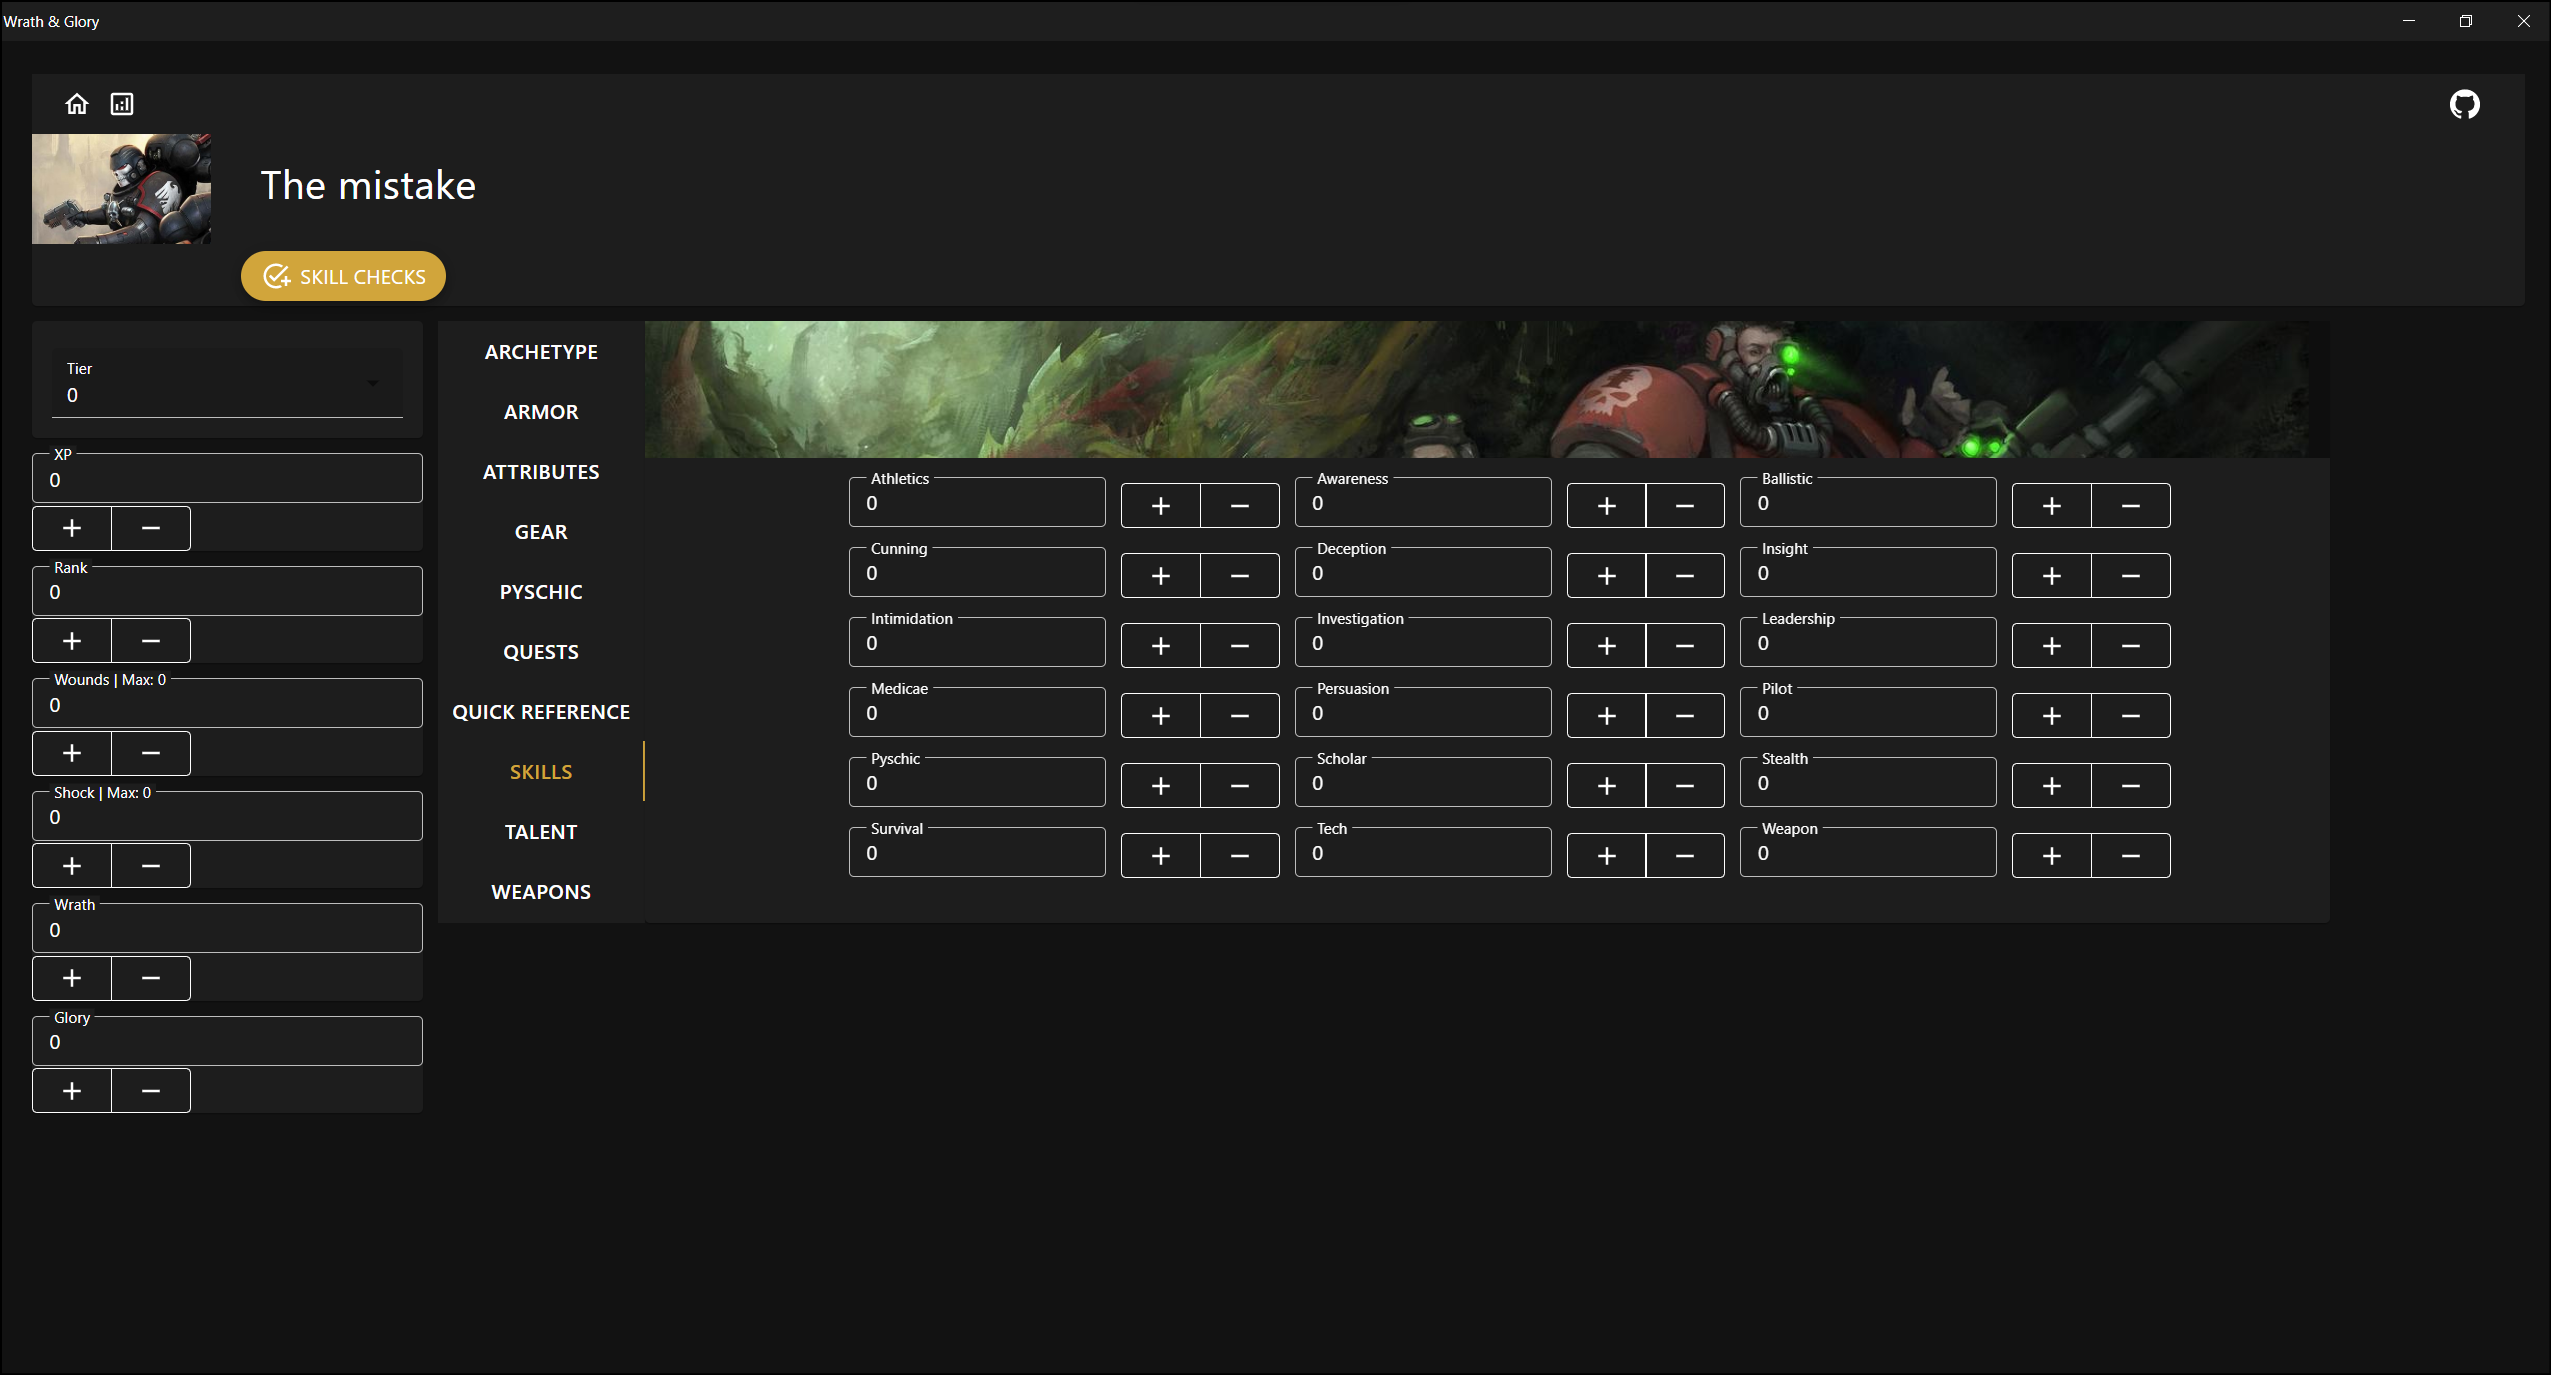 Wrath & Glory
The mistake
SKILL CHECKS
Tier
0
XP
0
Rank
0
Wounds | Max: 0
0
Shock | Max: 0
0
Wrath
0
Glory
0
ARCHETYPE
ARMOR
ATTRIBUTES
GEAR
PYSCHIC
QUESTS
QUICK REFERENCE
SKILLS
TALENT
WEAPONS
Athletics Awareness Ballistic
0 0 0
Cunning Deception Insight
0 0 0
Intimidation Investigation Leadership
0 0 0
Medicae Persuasion Pilot
0 0 0
Pyschic Scholar Stealth
0 0 0
Survival Tech Weapon
0 0 0